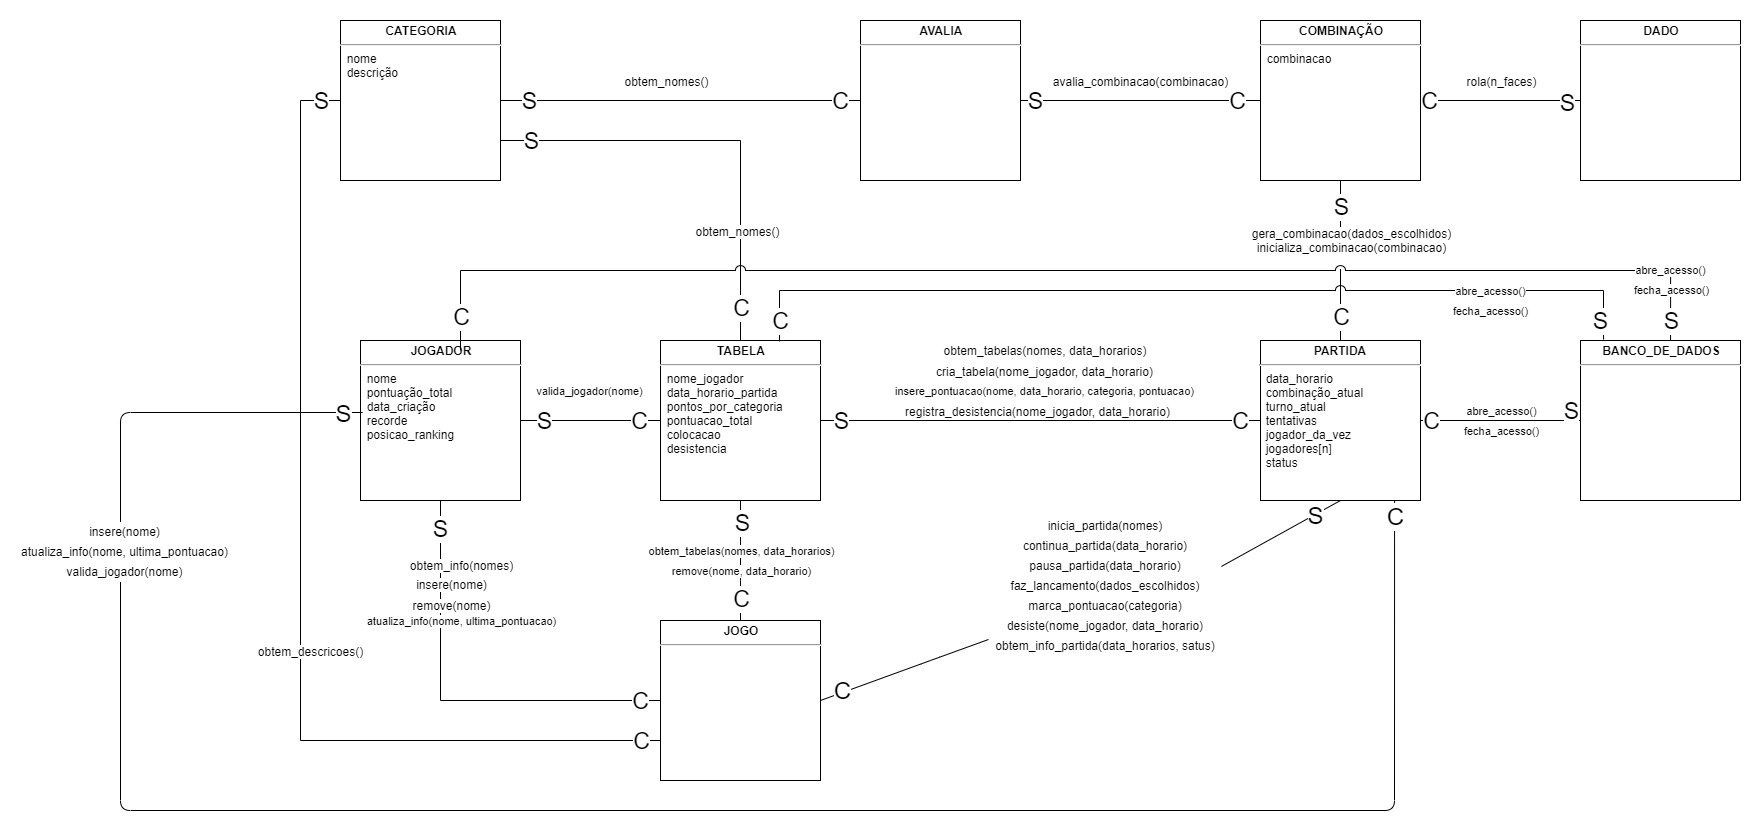 CATEGORIA
nome
descrição
AVALIA
COMBINAÇÃO
combinacao
DADO
S
S
obtem_nomes()
C
S
avalia_combinacao(combinacao)
C
C
rola(n_faces)
S
S
obtem_nomes()
C
S
gera_combinacao(dados_escolhidos)
inicializa_combinacao(combinacao)
C
C
abre_acesso()
fecha_acesso()
S
C
abre_acesso()
fecha_acesso()
S
JOGADOR
nome
pontuação_total
data_criação
recorde
posicao_ranking
S
S
valida_jogador(nome)
C
TABELA
nome_jogador
data_horario_partida
pontos_por_categoria
pontuacao_total
colocacao
desistencia
obtem_tabelas(nomes, data_horarios)
cria_tabela(nome_jogador, data_horario)
insere_pontuacao(nome, data_horario, categoria, pontuacao)
registra_desistencia(nome_jogador, data_horario)
S
C
PARTIDA
data_horario
combinação_atual
turno_atual
tentativas
jogador_da_vez
jogadores[n]
status
C
abre_acesso()
fecha_acesso()
S
BANCO_DE_DADOS
insere(nome)
atualiza_info(nome, ultima_pontuacao)
valida_jogador(nome)
S
obtem_info(nomes)
insere(nome)
remove(nome)
atualiza_info(nome, ultima_pontuacao)
C
S
obtem_tabelas(nomes, data_horarios)
remove(nome, data_horario)
C
S
C
inicia_partida(nomes)
continua_partida(data_horario)
pausa_partida(data_horario)
faz_lancamento(dados_escolhidos)
marca_pontuacao(categoria)
desiste(nome_jogador, data_horario)
obtem_info_partida(data_horarios, satus)
C
JOGO
obtem_descricoes()
C